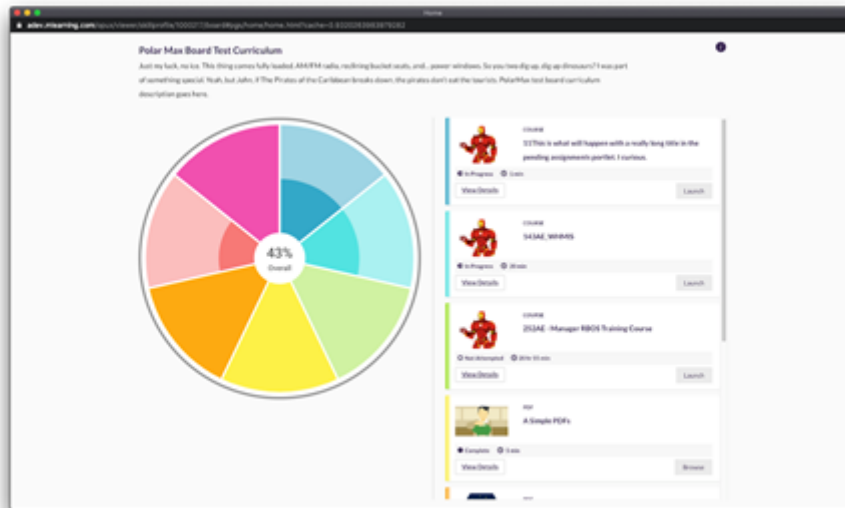 Home
Polar Max Board Test Curriculum
Just my luck, no ice. This thing comes fully loaded. AM/FM radio, reclining bucket seats, and... power windows. So you two dig up, dig up dinosaurs? I was part
of something special. Yeah, but John, if The Pirates of the Caribbean breaks down, the pirates don't eat the tourists. PolarMax test board curriculum
description goes here.
43%
Overall
COURSE
This is what will happen with a really long title in the
pending assignments portlet. I curious.
In Progress
View Details
Launch
COURSE
In Progress
View Details
Launch
COURSE
252AE - Manager RBOS Training Course
Not Attempted
View Details
Launch
PDF
A Simple PDFs
Complete
View Details
Browse